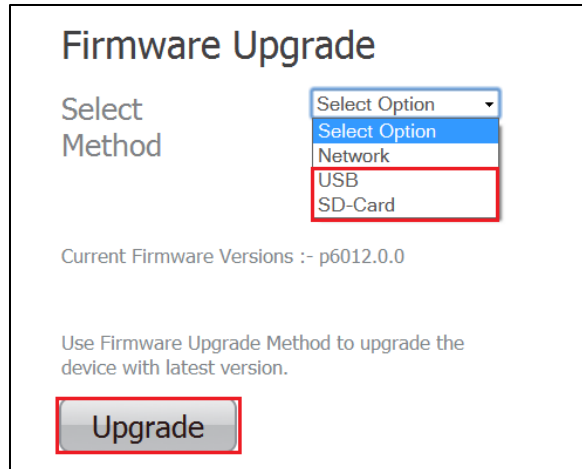 Firmware Upgrade
Select
Method
Select Option
Select Option
Network
USB
SD-Card
Current Firmware Versions :- p6012.0.0
Use Firmware Upgrade Method to upgrade the
device with latest version.
Upgrade